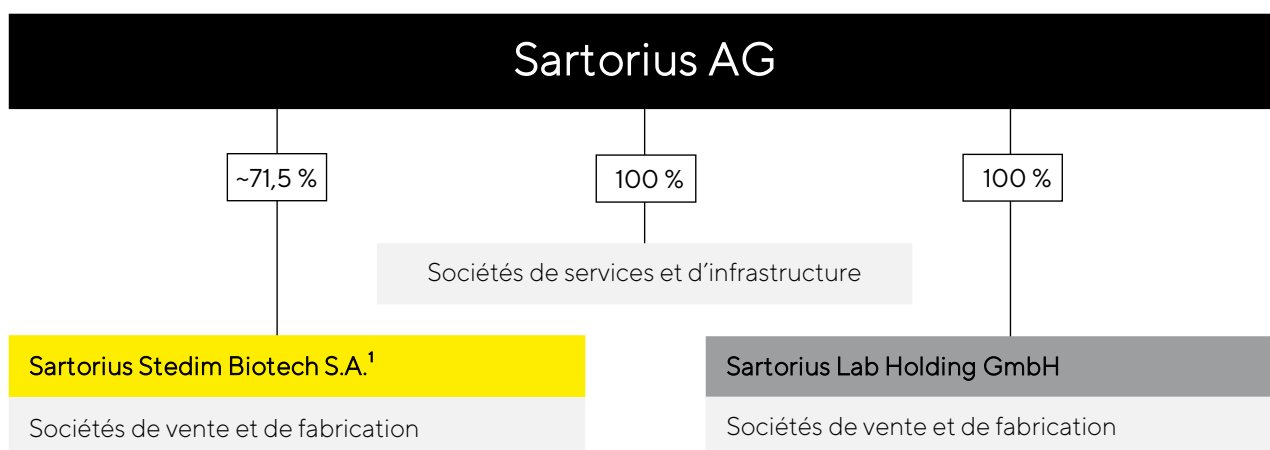 Sartorius AG
~71,5 %
100 %
100 %
Sociétés de services et d’infrastructure
Sartorius Stedim Biotech S.A.¹
Sartorius Lab Holding GmbH
Sociétés de vente et de fabrication
Sociétés de vente et de fabrication